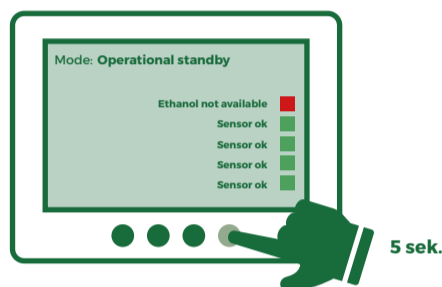 Mode: Operational standby
Ethanol not available
Sensor ok
Sensor ok
Sensor ok
Sensor ok
5 sek.